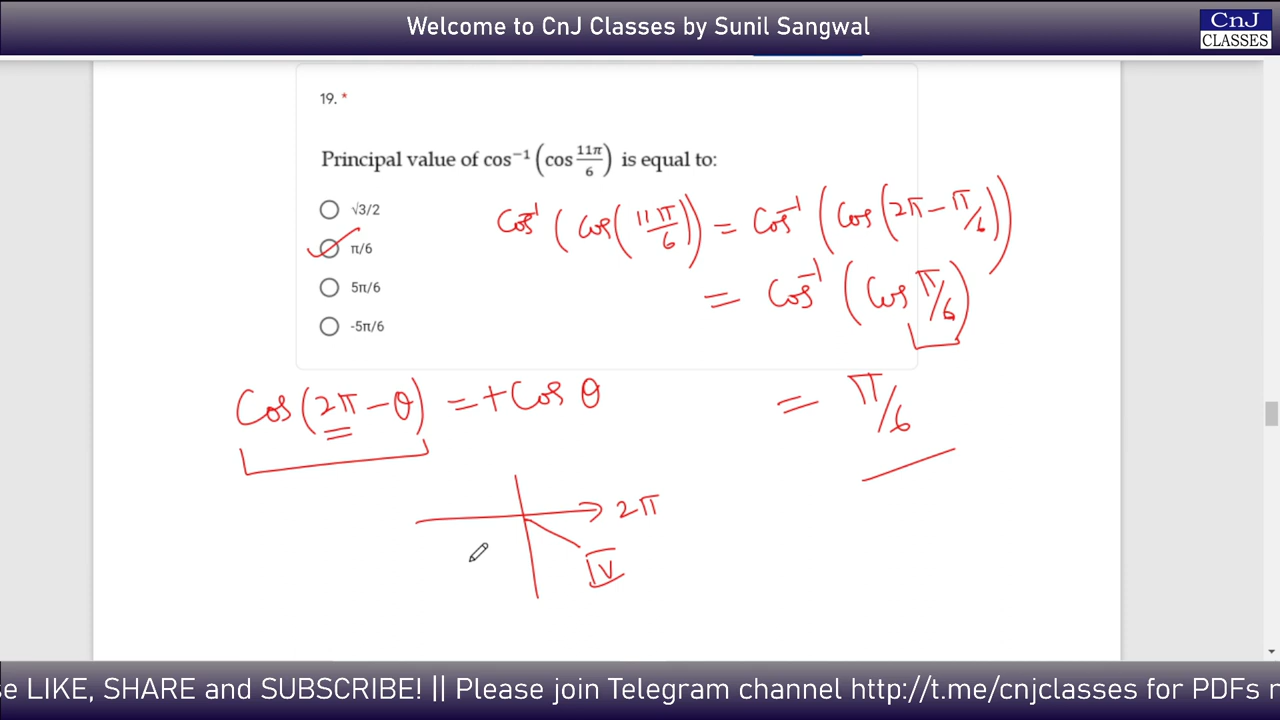 Welcome to CnJ Classes by Sunil Sangwal
CnJ
CLASSES
19. *
Principal value of cos⁻¹ (cos 11π/6) is equal to:
√3/2
π/6
5π/6
-5π/6
Cos⁻¹ (Cos(11π/6)) = Cos⁻¹ (Cos(2π − π/6))
= Cos⁻¹ (Cos π/6)
Cos(2π − θ) = + Cos θ
= π/6
2π
IV
se LIKE, SHARE and SUBSCRIBE! || Please join Telegram channel http://t.me/cnjclasses for PDFs